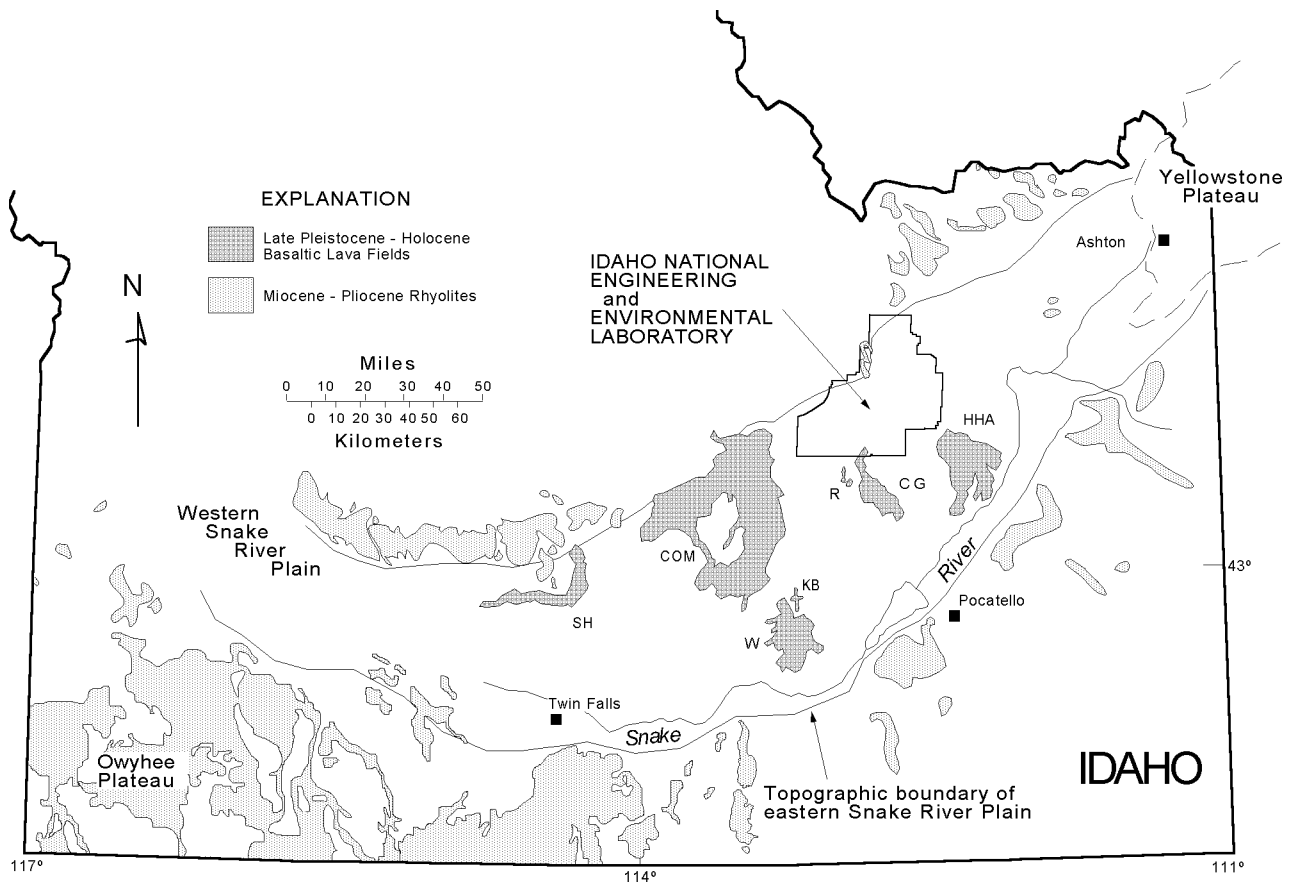 EXPLANATION
Late Pleistocene - Holocene
Basaltic Lava Fields
Miocene - Pliocene Rhyolites
N
Miles
0 10 20 30 40 50
0 10 20 30 40 50 60
Kilometers
IDAHO NATIONAL
ENGINEERING
and
ENVIRONMENTAL
LABORATORY
Yellowstone
Plateau
Ashton
HHA
CG
R
Western
Snake
River
Plain
COM
SH
KB
W
River
43°
Pocatello
Twin Falls
Snake
Owyhee
Plateau
IDAHO
Topographic boundary of
eastern Snake River Plain
117°
114°
111°